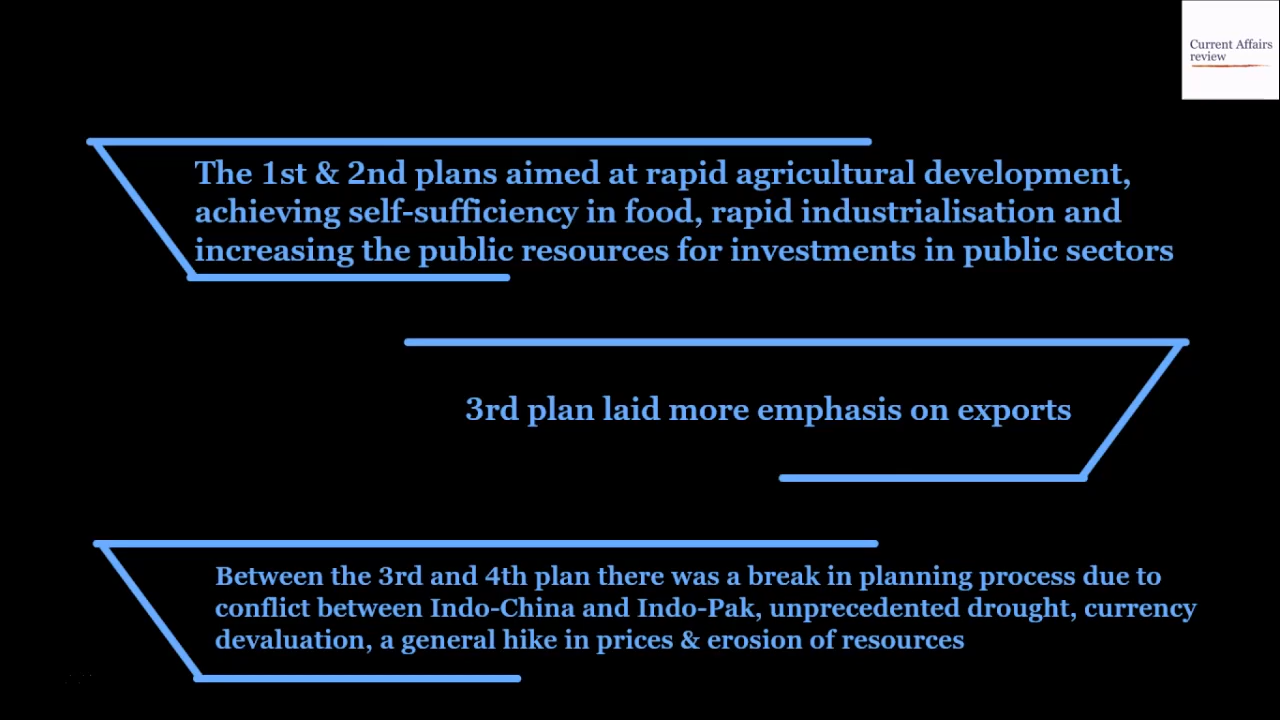 Current Affairs
review
The 1st & 2nd plans aimed at rapid agricultural development,
achieving self-sufficiency in food, rapid industrialisation and
increasing the public resources for investments in public sectors
3rd plan laid more emphasis on exports
Between the 3rd and 4th plan there was a break in planning process due to
conflict between Indo-China and Indo-Pak, unprecedented drought, currency
devaluation, a general hike in prices & erosion of resources